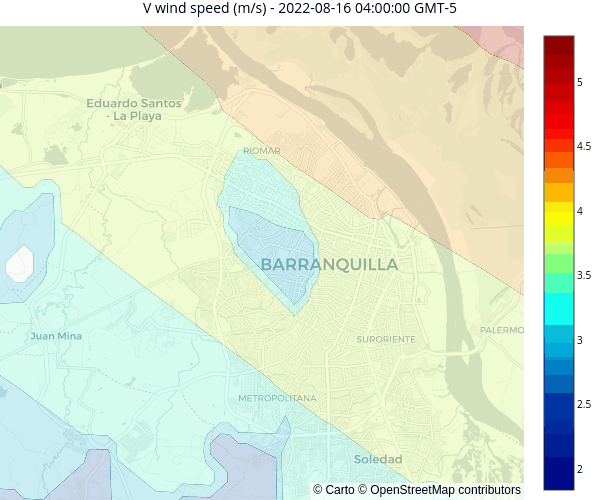 V wind speed (m/s) - 2022-08-16 04:00:00 GMT-5
Eduardo Santos
- La Playa
RIOMAR
BARRANQUILLA
Juan Mina
SURORIENTE
PALERMO
METROPOLITANA
Soledad
5
4.5
4
3.5
3
2.5
2
© Carto © OpenStreetMap contributors